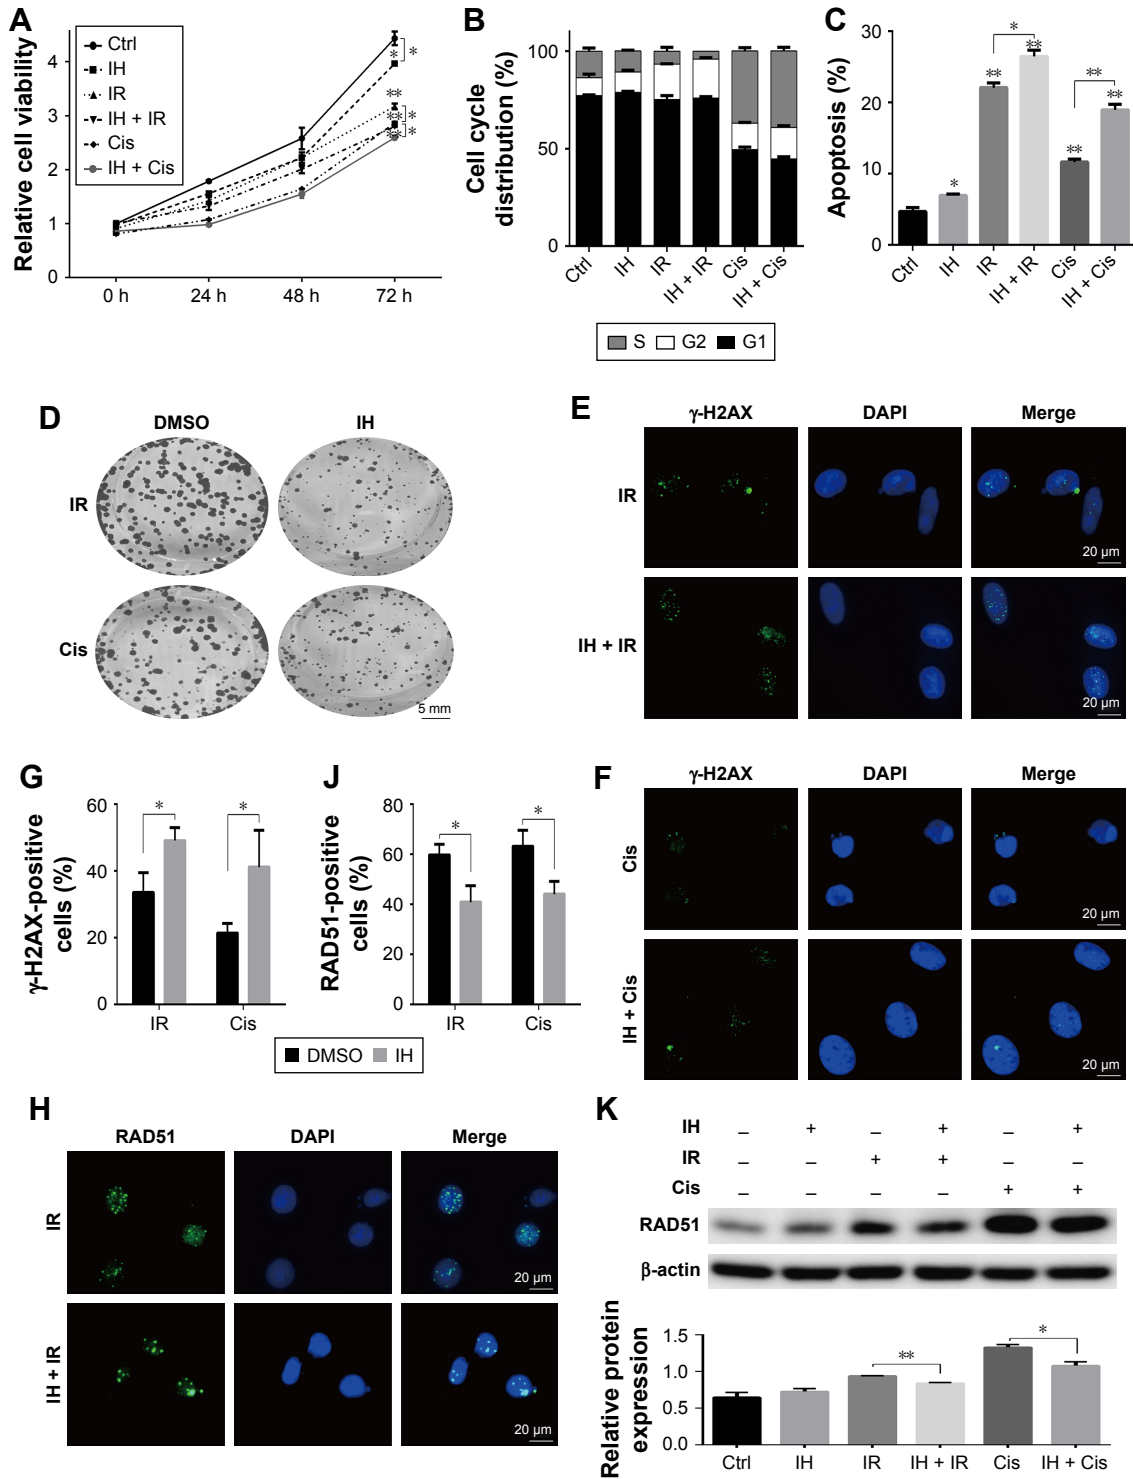 A
Relative cell viability
4
3
2
1
0
Ctrl
IH
IR
IH + IR
Cis
IH + Cis
*
*
**
**
*
**
*
0 h 24 h 48 h 72 h
B
Cell cycle
distribution (%)
100
50
0
Ctrl IH IR IH + IR Cis IH + Cis
S G2 G1
C
Apoptosis (%)
30
20
10
0
*
**
**
*
**
**
**
Ctrl IH IR IH + IR Cis IH + Cis
D
DMSO IH
IR
Cis
5 mm
E
γ-H2AX DAPI Merge
IR
20 µm
IH + IR
20 µm
G
γ-H2AX-positive
cells (%)
60
40
20
0
* *
IR Cis
J
RAD51-positive
cells (%)
80
60
40
20
0
* *
IR Cis
DMSO IH
F
γ-H2AX DAPI Merge
Cis
20 µm
IH + Cis
20 µm
H
RAD51 DAPI Merge
IR
20 µm
IH + IR
20 µm
K
IH – + – + – +
IR – – + + – –
Cis – – – – + +
RAD51
β-actin
Relative protein
expression
1.5
1.0
0.5
0.0
** *
Ctrl IH IR IH + IR Cis IH + Cis